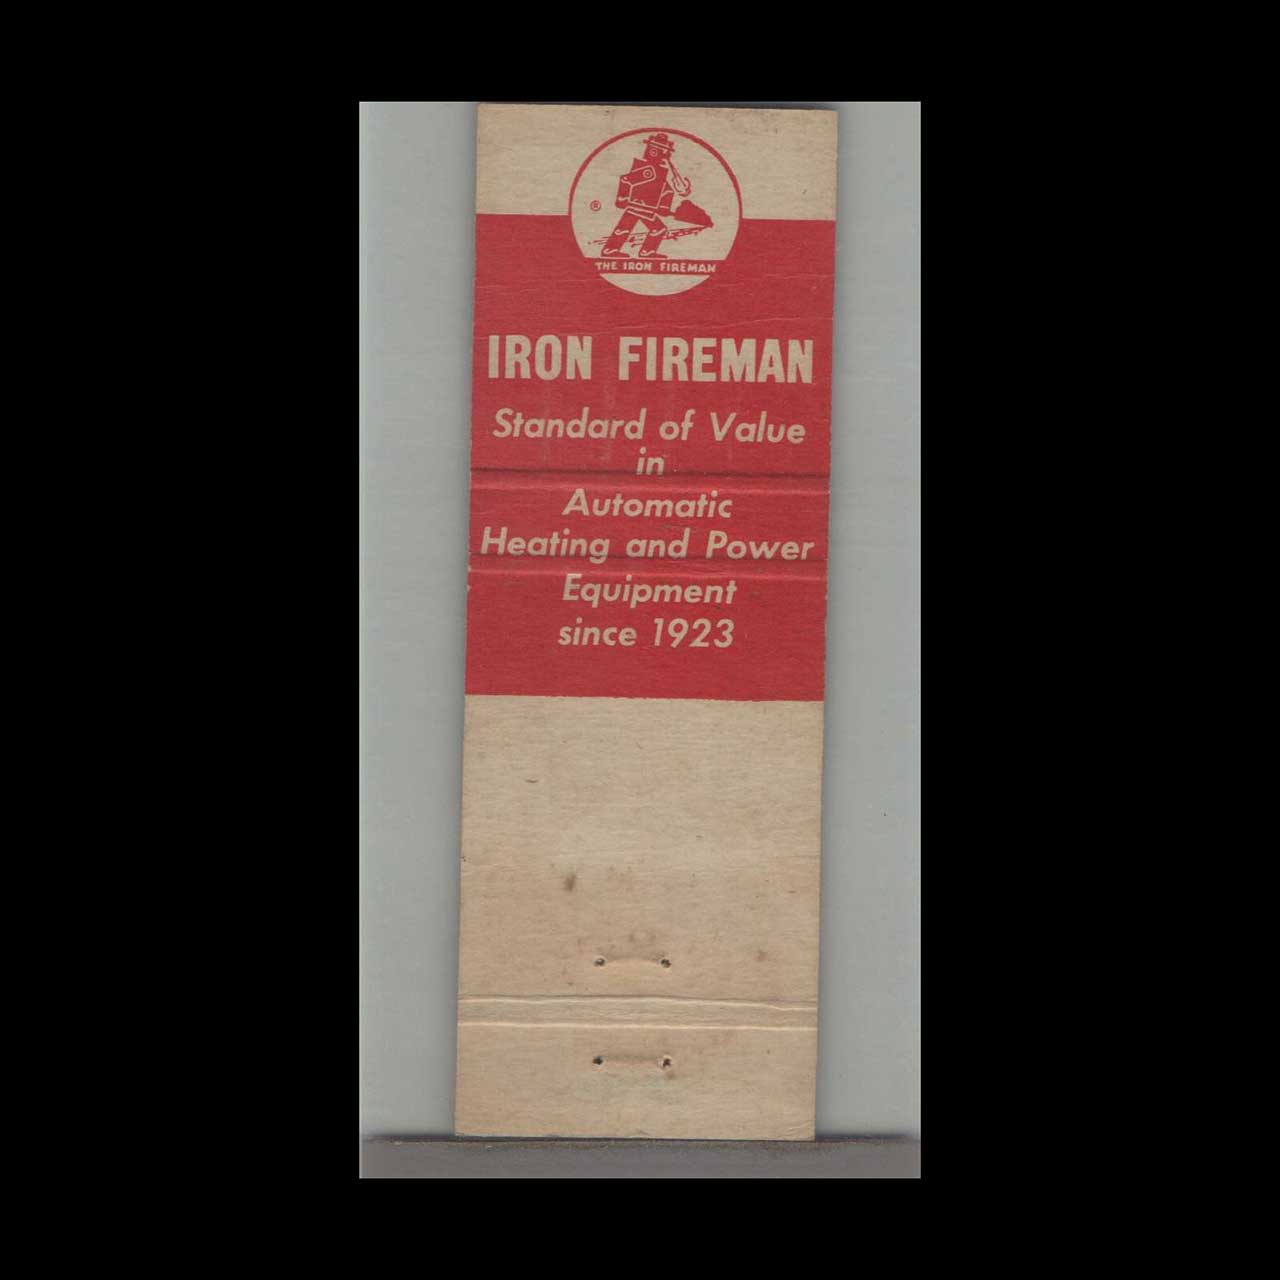 ®
THE IRON FIREMAN
IRON FIREMAN
Standard of Value
in
Automatic
Heating and Power
Equipment
since 1923